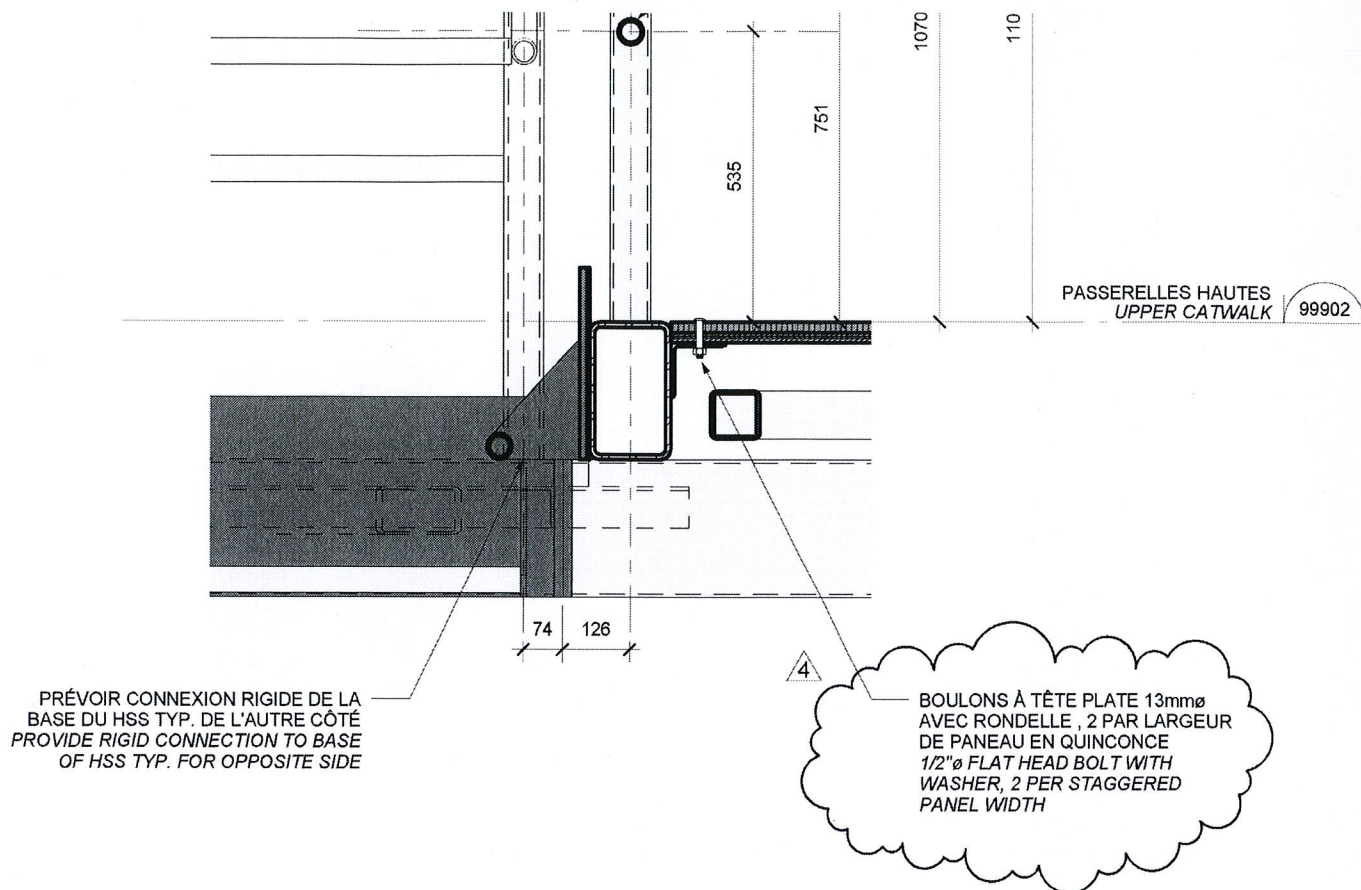 1070
110
751
535
PASSERELLES HAUTES
UPPER CATWALK
99902
74
126
4
PRÉVOIR CONNEXION RIGIDE DE LA
BASE DU HSS TYP. DE L'AUTRE CÔTÉ
PROVIDE RIGID CONNECTION TO BASE
OF HSS TYP. FOR OPPOSITE SIDE
BOULONS À TÊTE PLATE 13mmø
AVEC RONDELLE , 2 PAR LARGEUR
DE PANEAU EN QUINCONCE
1/2"ø FLAT HEAD BOLT WITH
WASHER, 2 PER STAGGERED
PANEL WIDTH